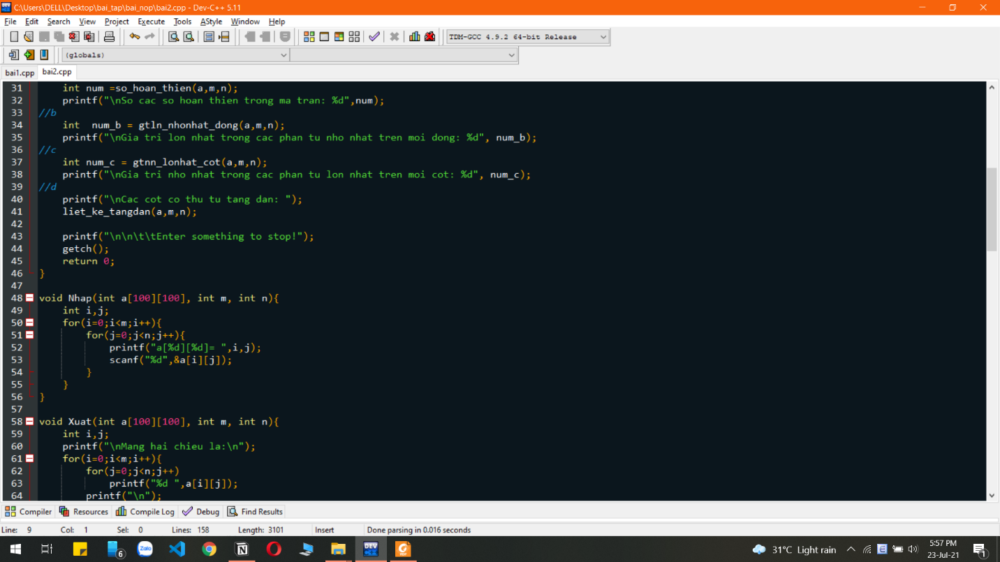 C:\Users\DELL\Desktop\bai_tap\bai_nop\bai2.cpp - Dev-C++ 5.11
File Edit Search View Project Execute Tools AStyle Window Help
TDM-GCC 4.9.2 64-bit Release
(globals)
bai1.cpp bai2.cpp
31 int num =so_hoan_thien(a,m,n);
32 printf("\nSo cac so hoan thien trong ma tran: %d",num);
33 //b
34 int  num_b = gtln_nhonhat_dong(a,m,n);
35 printf("\nGia tri lon nhat trong cac phan tu nho nhat tren moi dong: %d", num_b);
36 //c
37 int num_c = gtnn_lonhat_cot(a,m,n);
38 printf("\nGia tri nho nhat trong cac phan tu lon nhat tren moi cot: %d", num_c);
39 //d
40 printf("\nCac cot co thu tu tang dan: ");
41 liet_ke_tangdan(a,m,n);
42
43 printf("\n\n\t\tEnter something to stop!");
44 getch();
45 return 0;
46 }
47
48 void Nhap(int a[100][100], int m, int n){
49 int i,j;
50 for(i=0;i<m;i++){
51 for(j=0;j<n;j++){
52 printf("a[%d][%d]= ",i,j);
53 scanf("%d",&a[i][j]);
54 }
55 }
56 }
57
58 void Xuat(int a[100][100], int m, int n){
59 int i,j;
60 printf("\nMang hai chieu la:\n");
61 for(i=0;i<m;i++){
62 for(j=0;j<n;j++)
63 printf("%d ",a[i][j]);
64 printf("\n");
Compiler Resources Compile Log Debug Find Results
Line: 9 Col: 1 Sel: 0 Lines: 158 Length: 3101 Insert Done parsing in 0.016 seconds
6 Zalo DEV PDF 31°C Light rain 5:57 PM 1
23-Jul-21